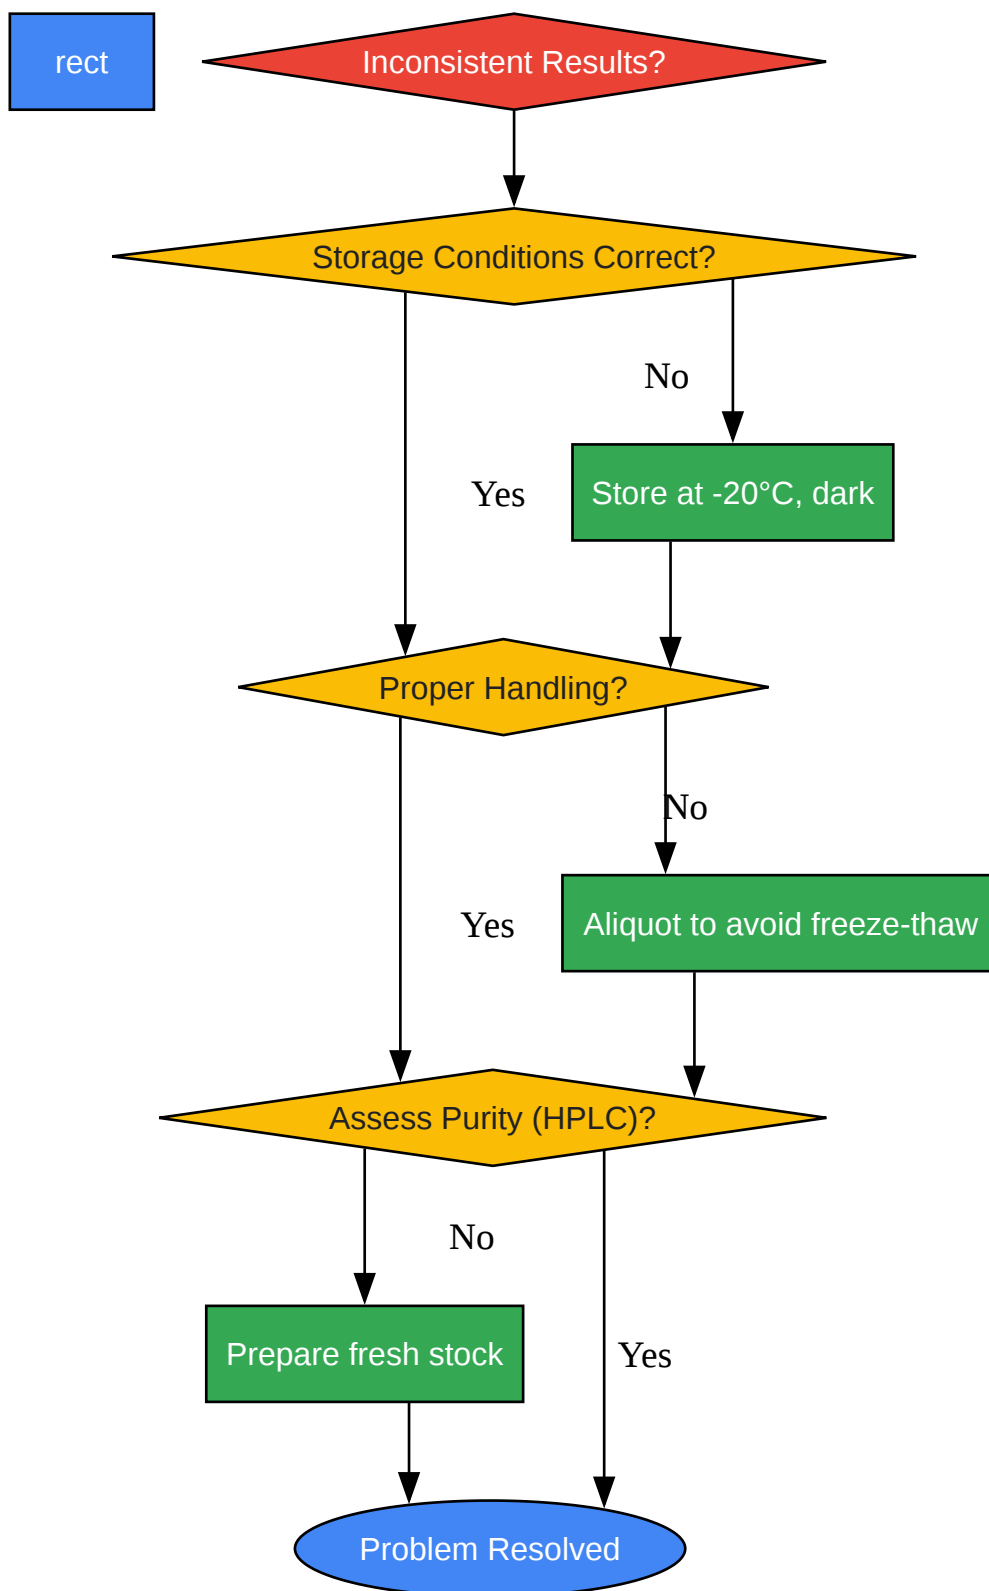 rect
Inconsistent Results?
Storage Conditions Correct?
No
Yes
Store at -20°C, dark
Proper Handling?
No
Yes
Aliquot to avoid freeze-thaw
Assess Purity (HPLC)?
No
Prepare fresh stock
Yes
Problem Resolved